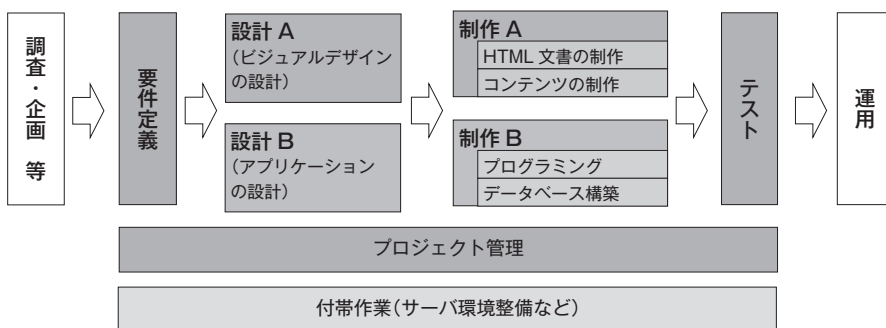 調査・企画 等
要件定義
設計 A
(ビジュアルデザイン
の設計)
設計 B
(アプリケーション
の設計)
制作 A
HTML 文書の制作
コンテンツの制作
制作 B
プログラミング
データベース構築
テスト
運用
プロジェクト管理
付帯作業(サーバ環境整備など)